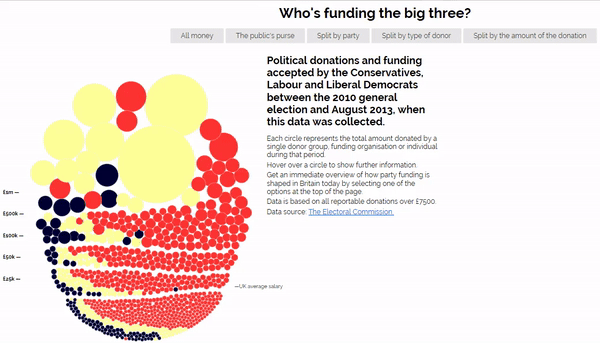 Who's funding the big three?
All money
The public's purse
Split by party
Split by type of donor
Split by the amount of the donation
Political donations and funding
accepted by the Conservatives,
Labour and Liberal Democrats
between the 2010 general
election and August 2013, when
this data was collected.
Each circle represents the total amount donated by a
single donor group, funding organisation or individual
during that period.
Hover over a circle to show further information.
Get an immediate overview of how party funding is
shaped in Britain today by selecting one of the
options at the top of the page
Data is based on all reportable donations over £7500.
Data source: The Electoral Commission.
£1m
£500k
£100k
£50k
£25k
UK average salary